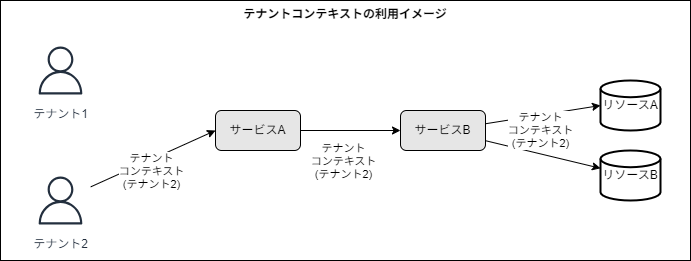 テナントコンテキストの利用イメージ
テナント1
サービスA
サービスB
リソースA
テナント
コンテキスト
(テナント2)
テナント
コンテキスト
(テナント2)
テナント
コンテキスト
(テナント2)
リソースB
テナント2